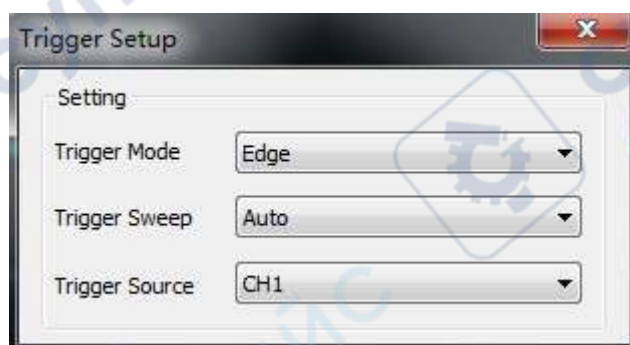 Trigger Setup
Setting
Trigger Mode Edge
Trigger Sweep Auto
Trigger Source CH1